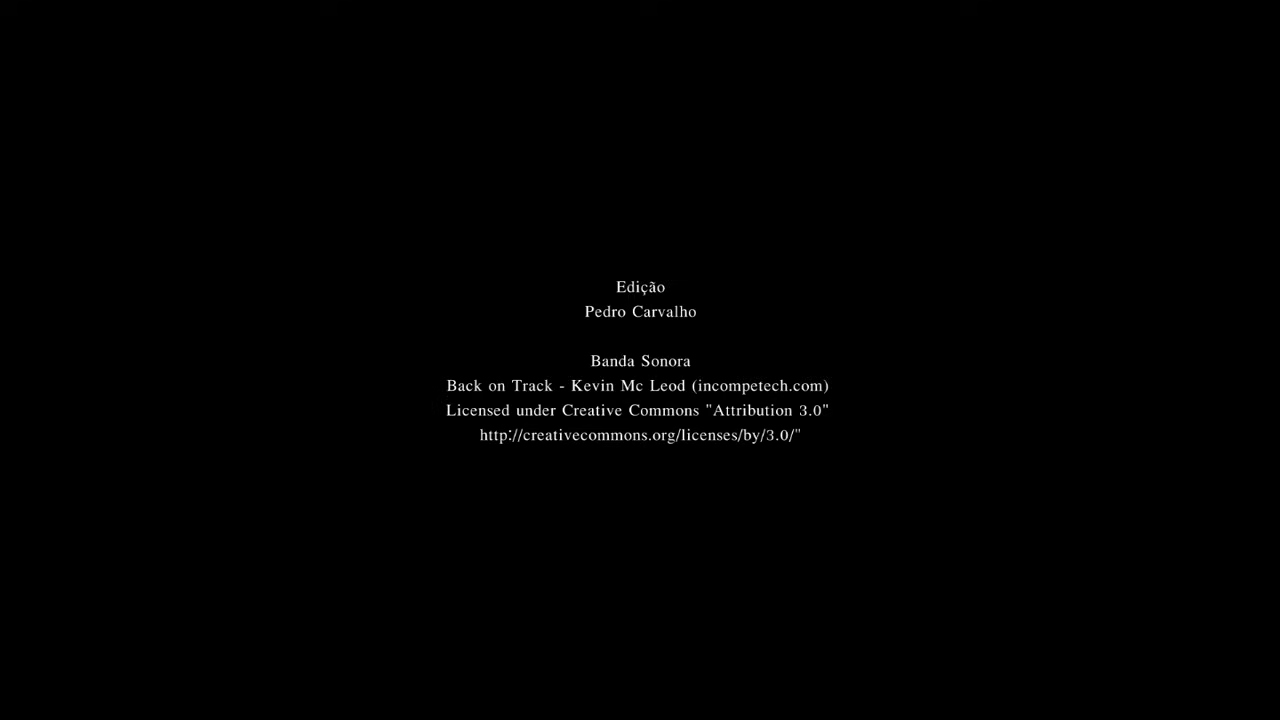 Edição
Pedro Carvalho
Banda Sonora
Back on Track - Kevin Mc Leod (incompetech.com)
Licensed under Creative Commons "Attribution 3.0"
http://creativecommons.org/licenses/by/3.0/"